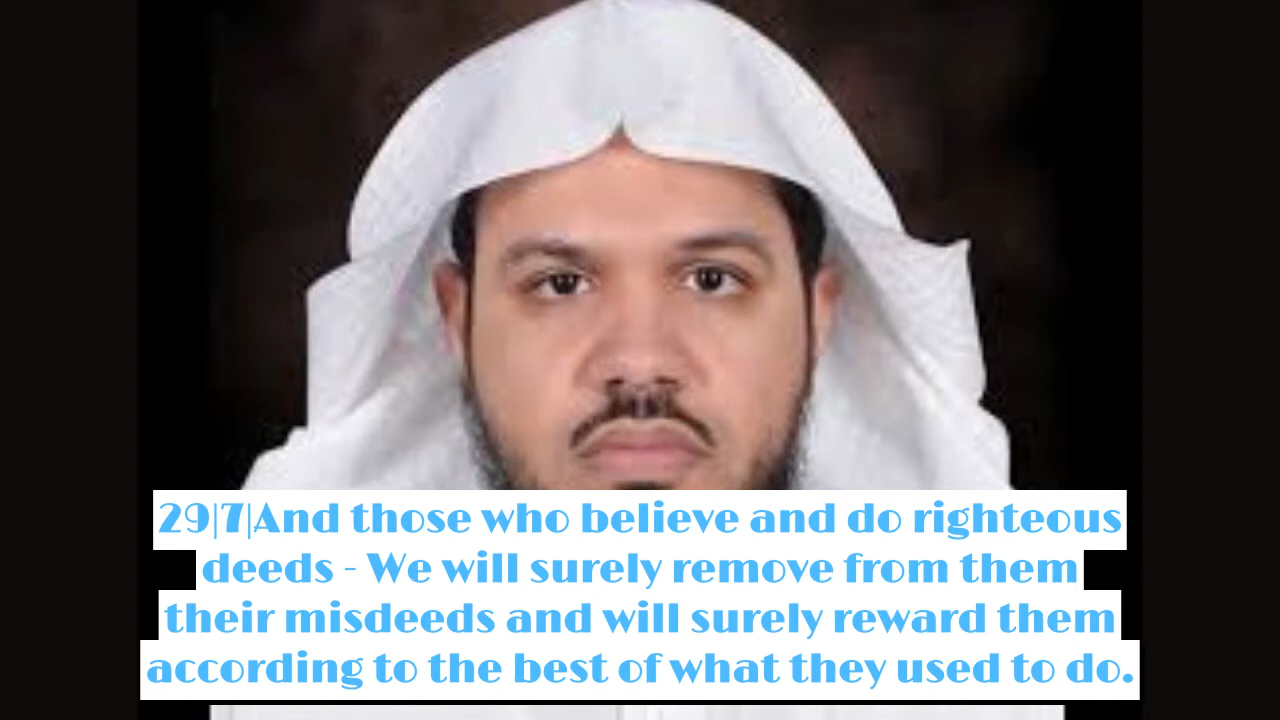 29|7|And those who believe and do righteous
deeds - We will surely remove from them
their misdeeds and will surely reward them
according to the best of what they used to do.